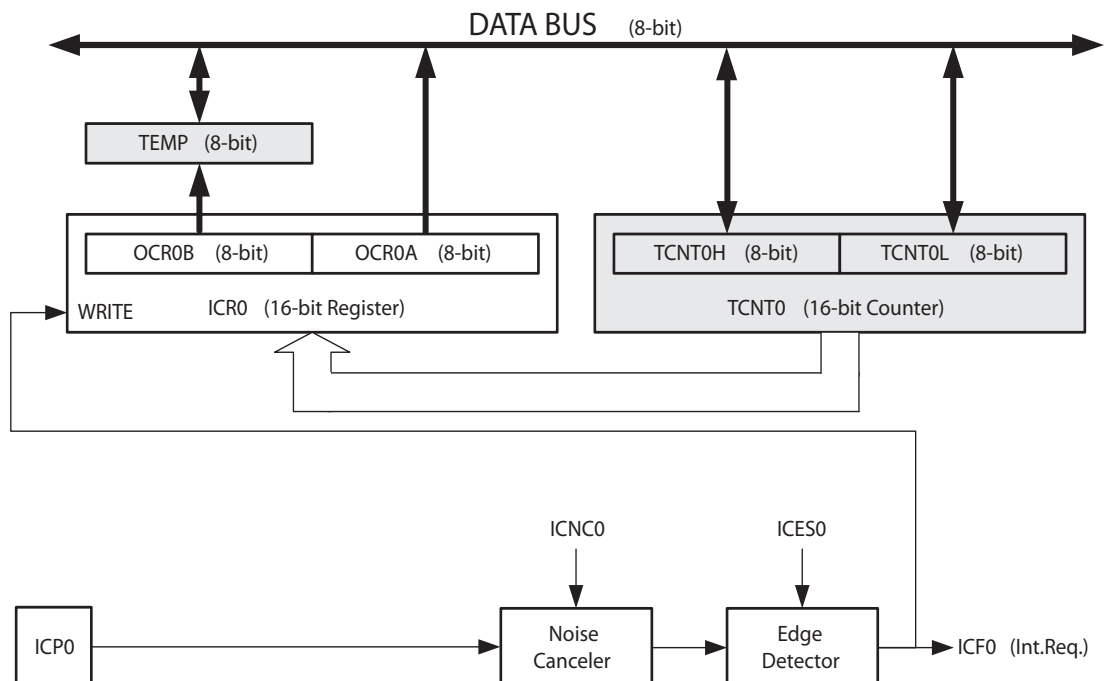 DATA BUS (8-bit)
TEMP (8-bit)
OCR0B (8-bit) OCR0A (8-bit) TCNT0H (8-bit) TCNT0L (8-bit)
WRITE ICR0 (16-bit Register) TCNT0 (16-bit Counter)
ICNC0 ICES0
ICP0 Noise Canceler Edge Detector ICF0 (Int.Req.)